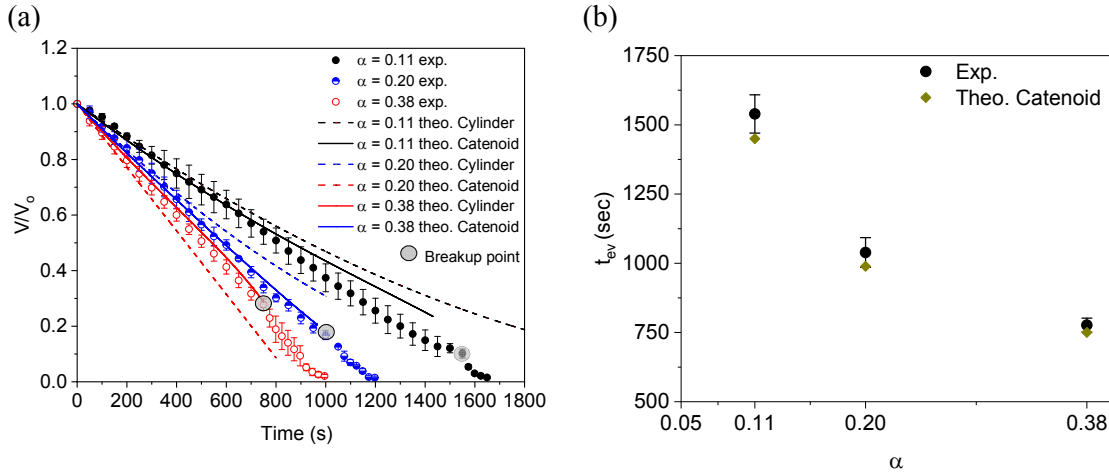 (a)
V/Vo
1.2
1.0
0.8
0.6
0.4
0.2
0.0
α = 0.11 exp.
α = 0.20 exp.
α = 0.38 exp.
α = 0.11 theo. Cylinder
α = 0.11 theo. Catenoid
α = 0.20 theo. Cylinder
α = 0.20 theo. Catenoid
α = 0.38 theo. Cylinder
α = 0.38 theo. Catenoid
Breakup point
0 200 400 600 800 1000 1200 1400 1600 1800
Time (s)
(b)
tev (sec)
1750
1500
1250
1000
750
500
Exp.
Theo. Catenoid
0.05 0.11 0.20 0.38
α